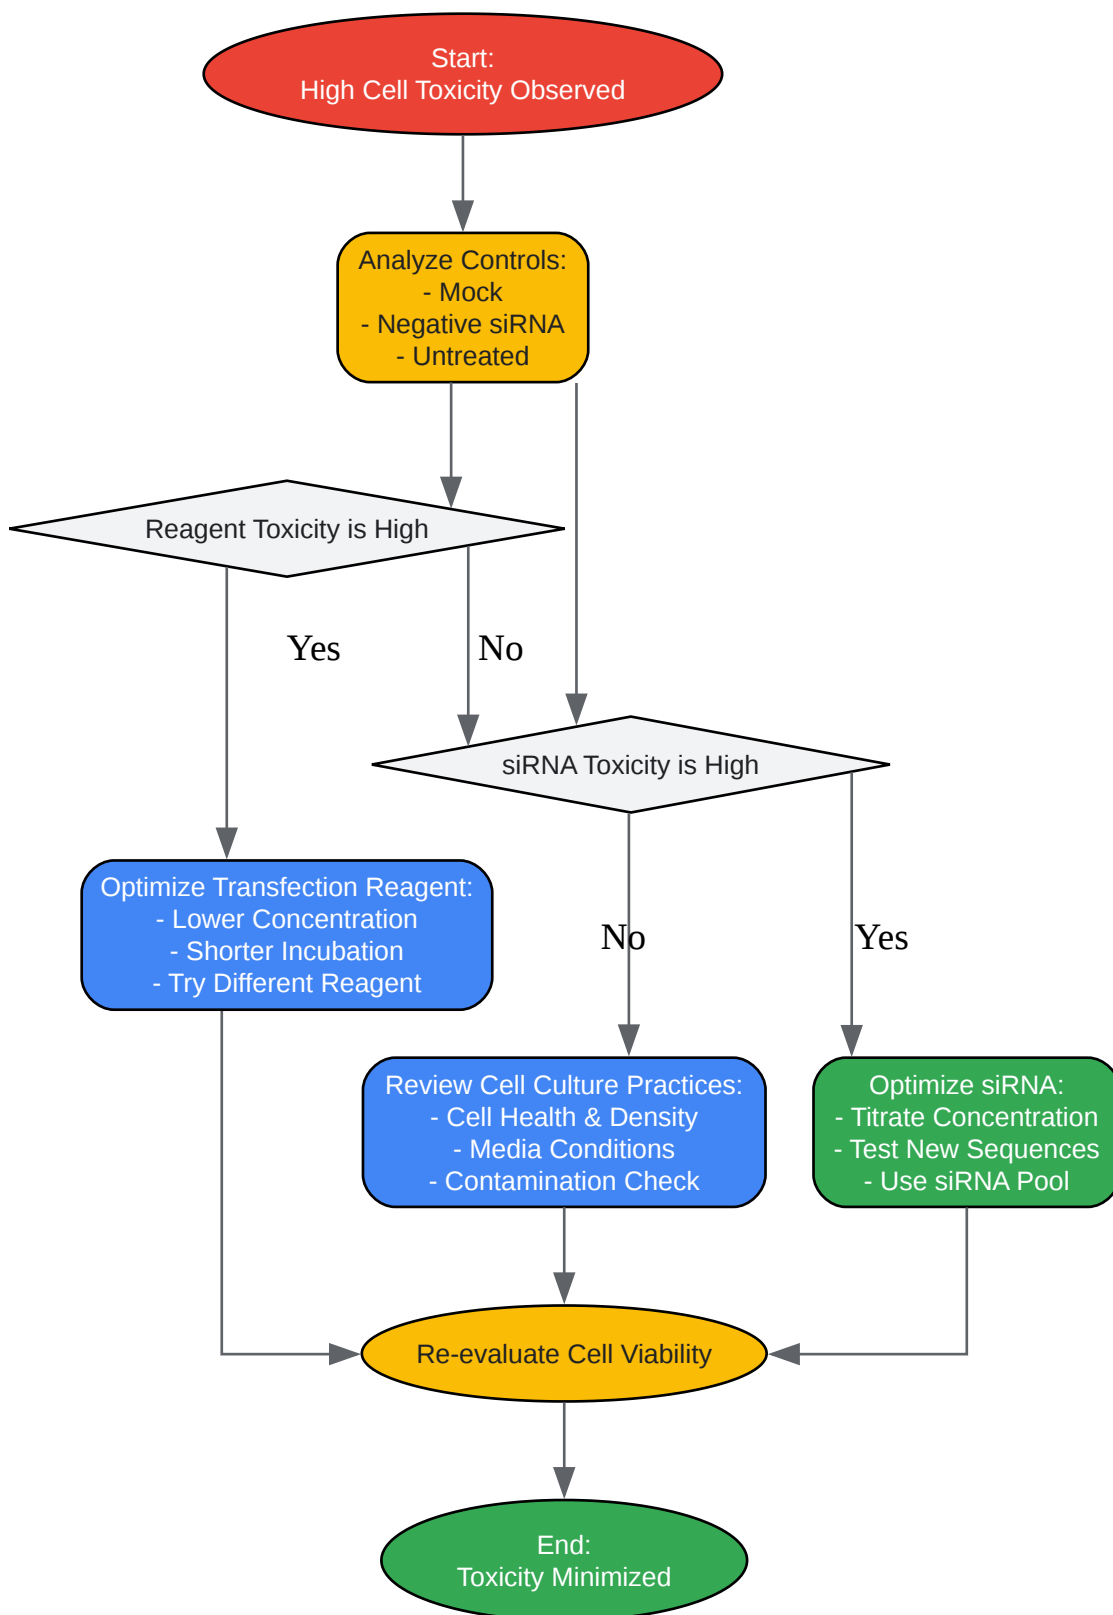 Start:
High Cell Toxicity Observed
Analyze Controls:
- Mock
- Negative siRNA
- Untreated
Reagent Toxicity is High
Yes
No
siRNA Toxicity is High
Optimize Transfection Reagent:
- Lower Concentration
- Shorter Incubation
- Try Different Reagent
No
Yes
Review Cell Culture Practices:
- Cell Health & Density
- Media Conditions
- Contamination Check
Optimize siRNA:
- Titrate Concentration
- Test New Sequences
- Use siRNA Pool
Re-evaluate Cell Viability
End:
Toxicity Minimized